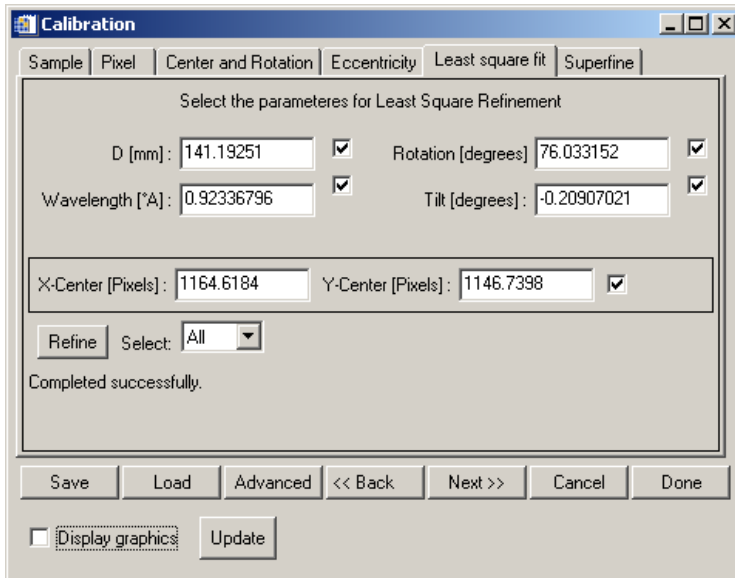 Calibration
Sample Pixel Center and Rotation Eccentricity Least square fit Superfine
Select the parameteres for Least Square Refinement
D [mm] : 141.19251 Rotation [degrees] 76.033152
Wavelength [*A] : 0.92336796 Tilt [degrees] : -0.20907021
X-Center [Pixels] : 1164.6184 Y-Center [Pixels] : 1146.7398
Refine Select: All
Completed successfully.
Save Load Advanced << Back Next >> Cancel Done
Display graphics Update